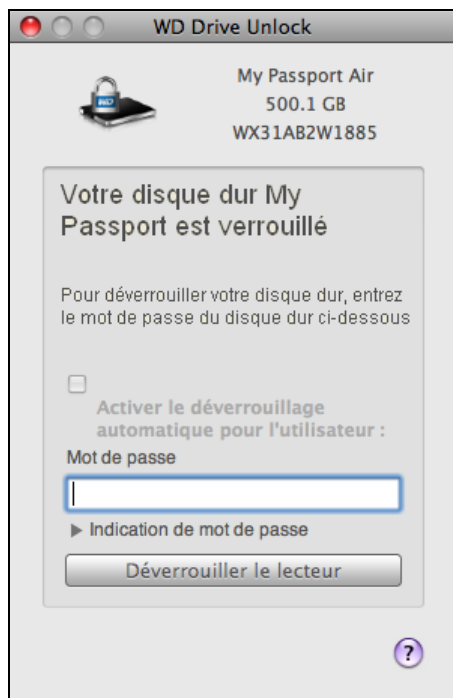 WD Drive Unlock
My Passport Air
500.1 GB
WX31AB2W1885
WD
Votre disque dur My
Passport est verrouillé
Pour déverrouiller votre disque dur, entrez
le mot de passe du disque dur ci-dessous
Activer le déverrouillage
automatique pour l'utilisateur :
Mot de passe
Indication de mot de passe
Déverrouiller le lecteur
?